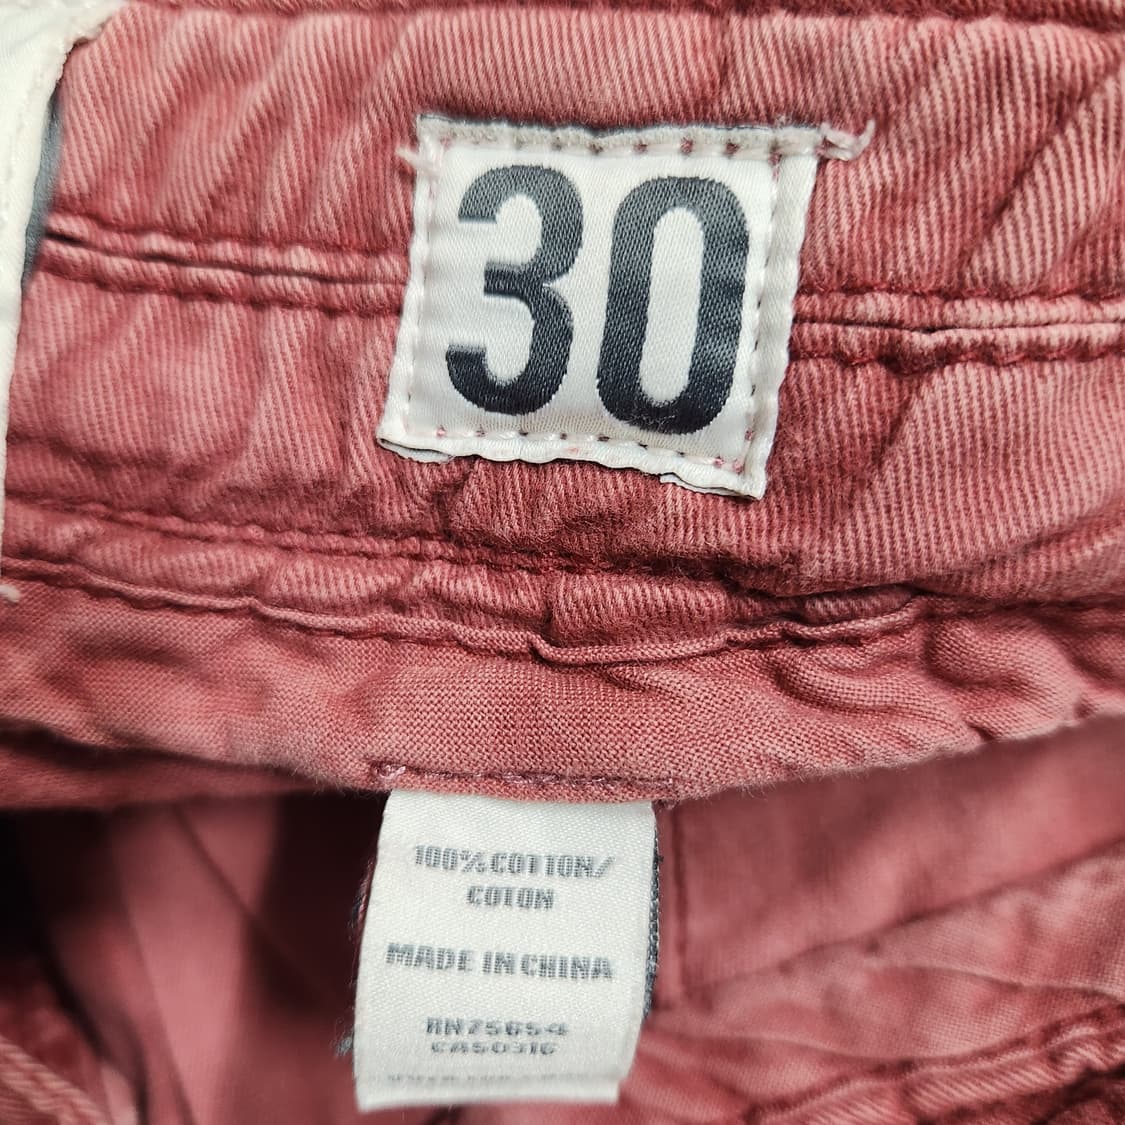 30
100% COTTON/
COTON
MADE IN CHINA
RN75654
CA50316